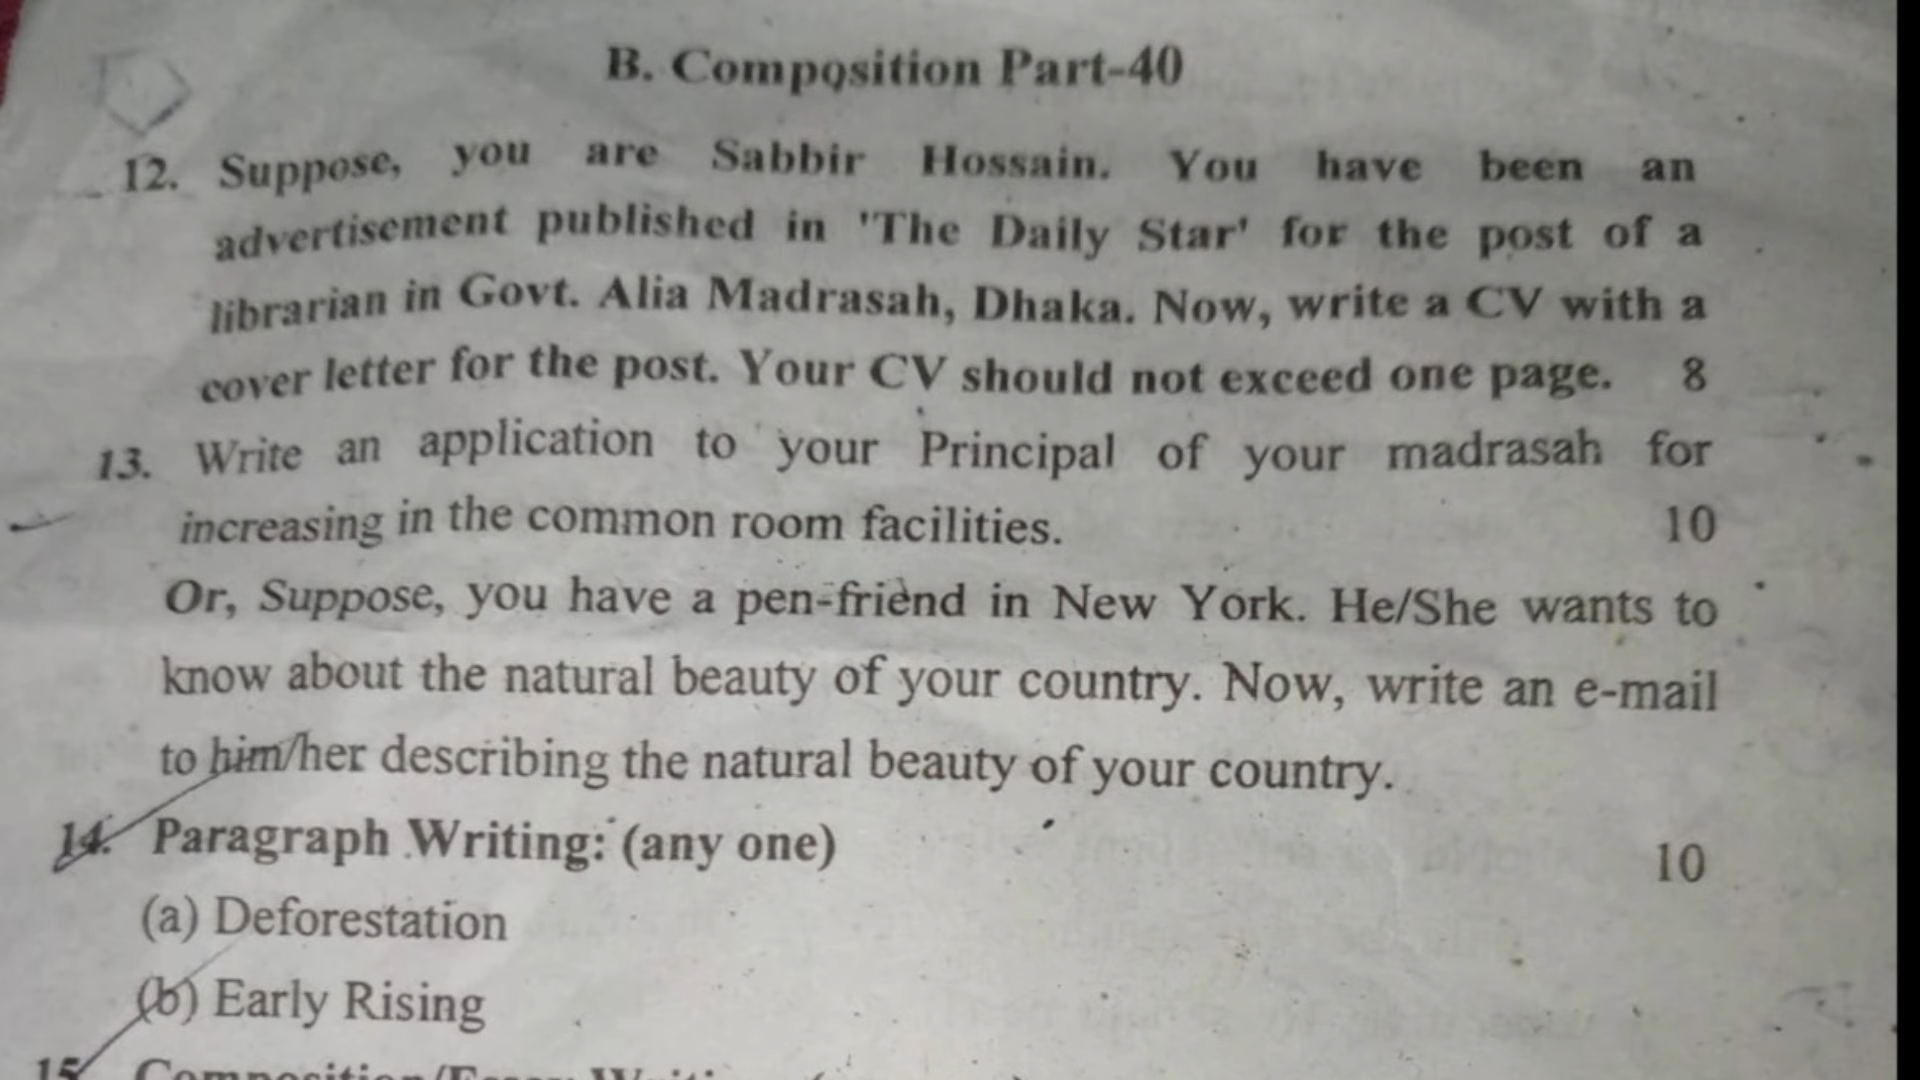 B. Composition Part-40
12. Suppose, you are Sabbir Hossain. You have been an
advertisement published in 'The Daily Star' for the post of a
librarian in Govt. Alia Madrasah, Dhaka. Now, write a CV with a
cover letter for the post. Your CV should not exceed one page. 8
13. Write an application to your Principal of your madrasah for
increasing in the common room facilities. 10
Or, Suppose, you have a pen-friend in New York. He/She wants to
know about the natural beauty of your country. Now, write an e-mail
to him/her describing the natural beauty of your country.
14. Paragraph Writing: (any one) 10
(a) Deforestation
(b) Early Rising
15. Composition/Essay